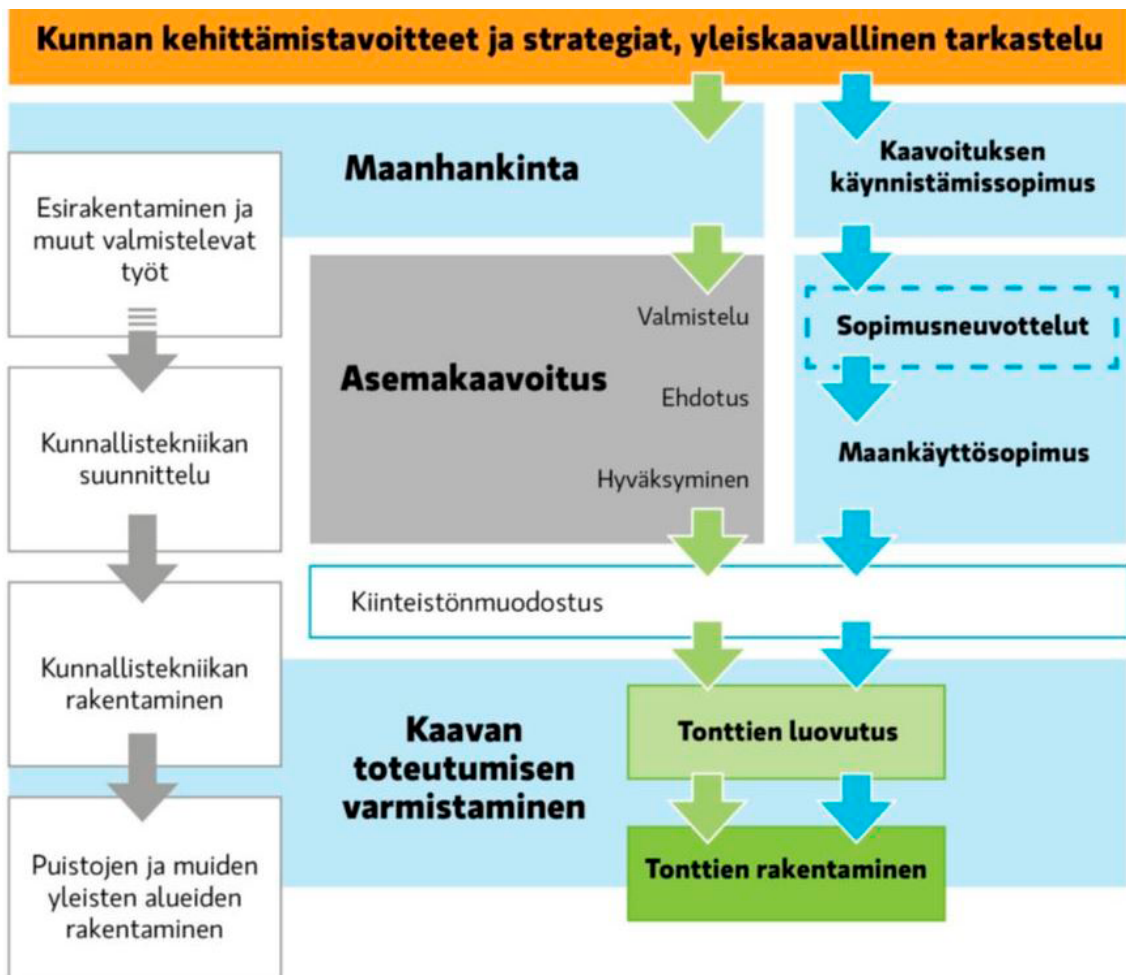 Kunnan kehittämistavoitteet ja strategiat, yleiskaavallinen tarkastelu
Maanhankinta
Kaavoituksen
käynnistämissopimus
Esirakentaminen ja
muut valmistelevat
työt
Kunnallistekniikan
suunnittelu
Kunnallistekniikan
rakentaminen
Puistojen ja muiden
yleisten alueiden
rakentaminen
Asemakaavoitus
Valmistelu
Ehdotus
Hyväksyminen
Sopimusneuvottelut
Maankäyttösopimus
Kiinteistönmuodostus
Kaavan
toteutumisen
varmistaminen
Tonttien luovutus
Tonttien rakentaminen